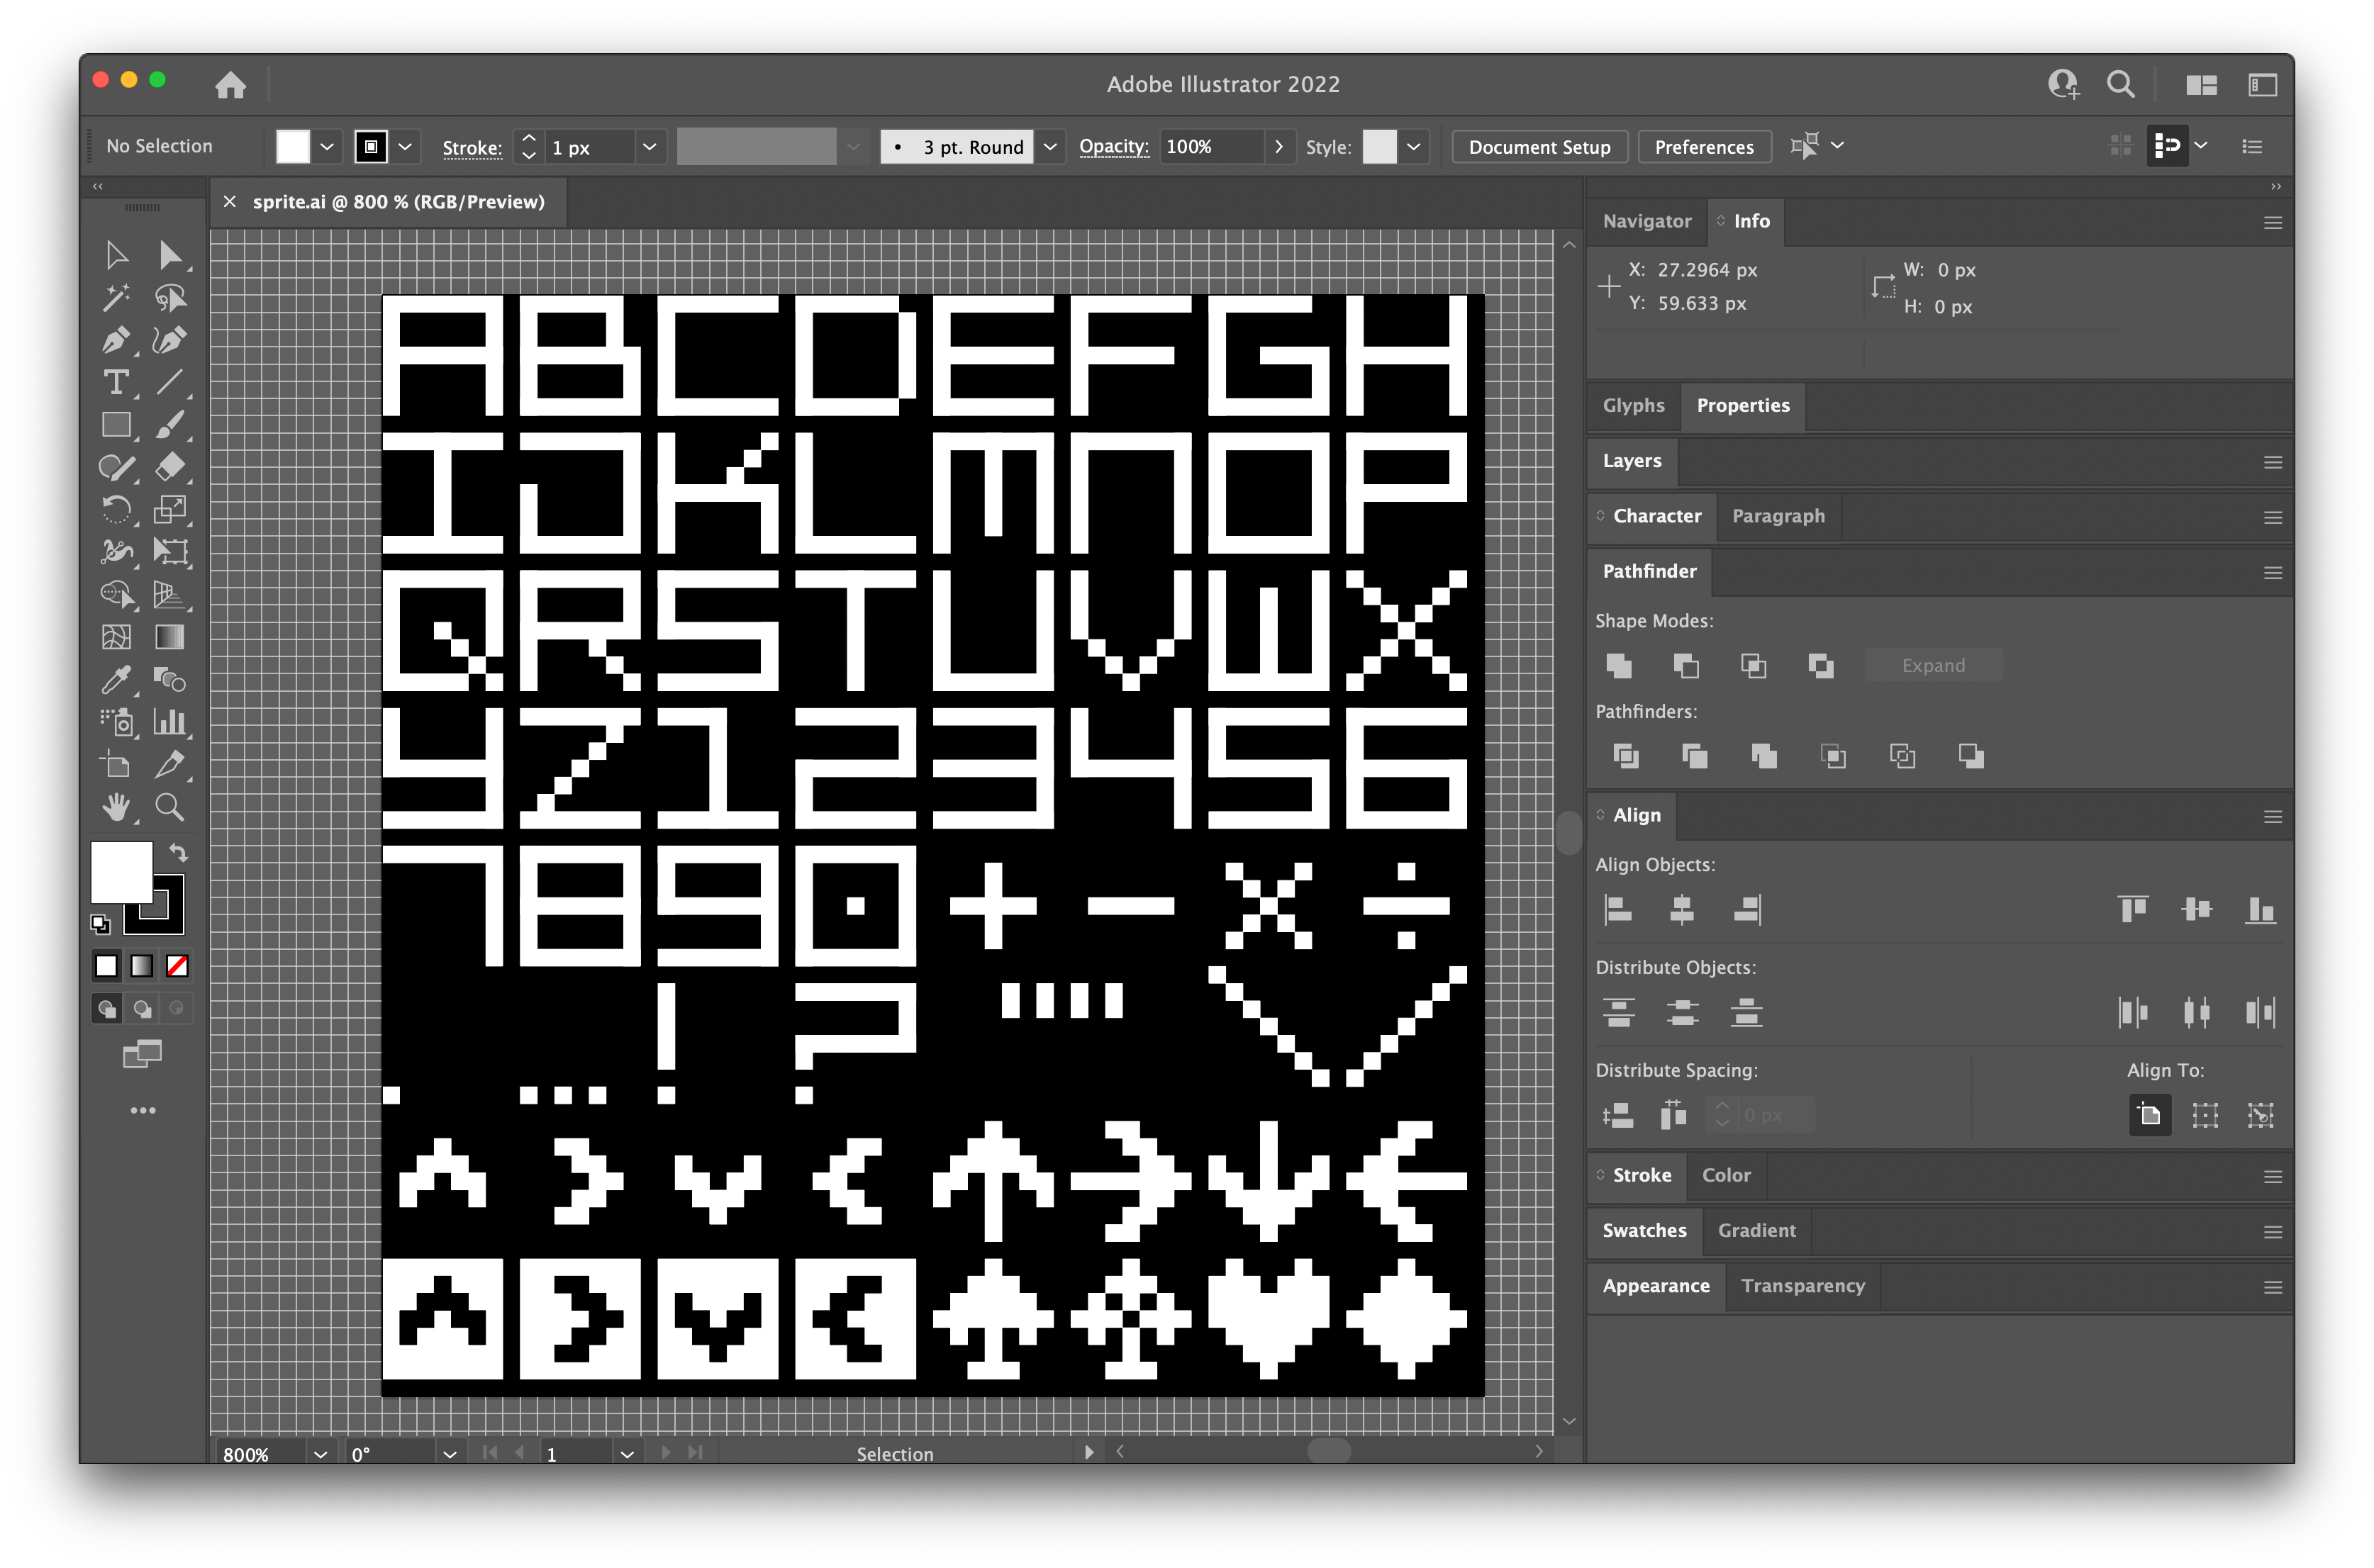 Adobe Illustrator 2022
No Selection Stroke: 1 px 3 pt. Round Opacity: 100% Style: Document Setup Preferences
sprite.ai @ 800 % (RGB/Preview)
Navigator Info
X: 27.2964 px W: 0 px
Y: 59.633 px H: 0 px
Glyphs Properties
Layers
Character Paragraph
Pathfinder
Shape Modes:
Expand
Pathfinders:
Align
Align Objects:
Distribute Objects:
Distribute Spacing: Align To:
0 px
Stroke Color
Swatches Gradient
Appearance Transparency
ABCDEFGH
IJKLMNOP
QRSTUVWX
YZ123456
7890+-×÷
. … ! ? " " \ /
800% 0° 1 Selection